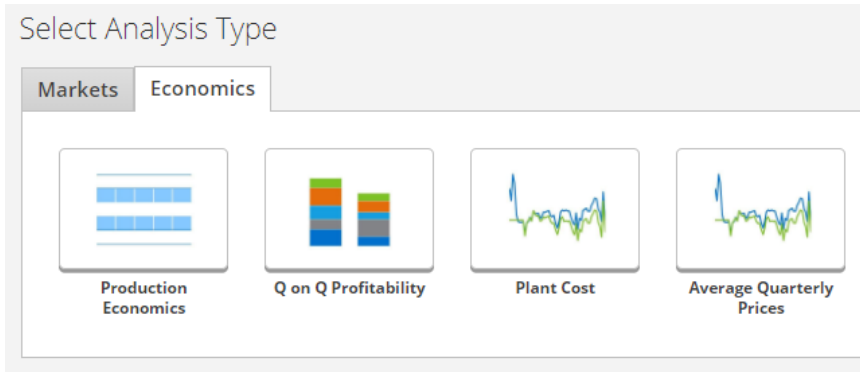 Select Analysis Type
Markets
Economics
Production
Economics
Q on Q Profitability
Plant Cost
Average Quarterly
Prices